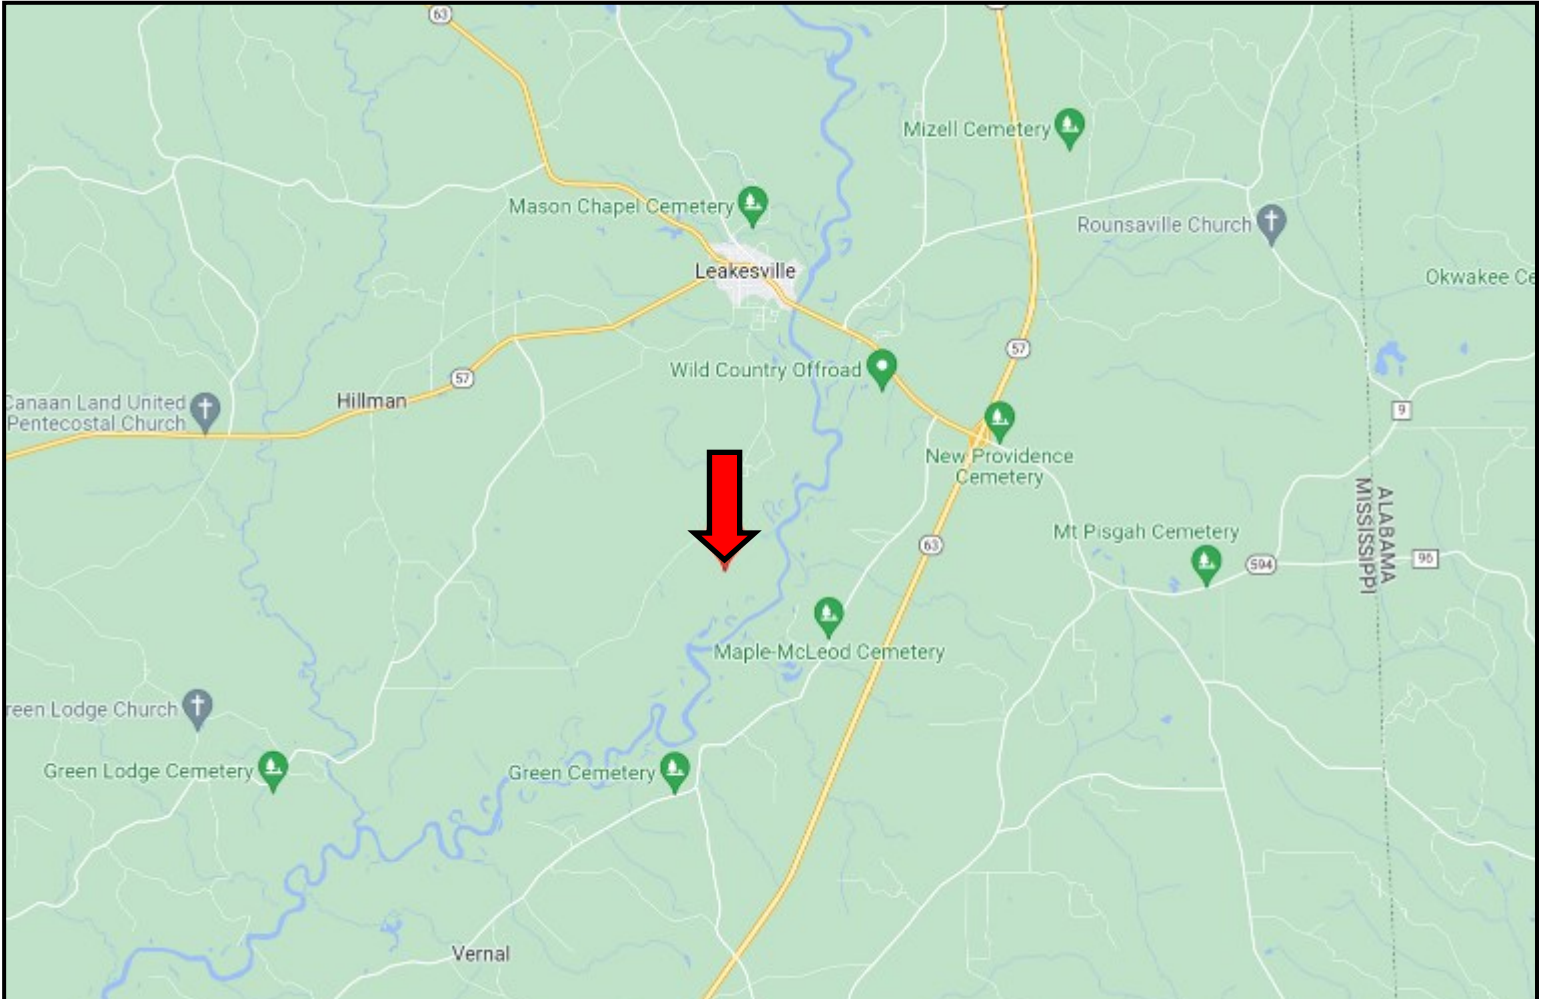 63
Mizell Cemetery
Mason Chapel Cemetery
Rounsaville Church
Leakesville
Okwakee Ce
57
Wild Country Offroad
57
Hillman
Canaan Land United
Pentecostal Church
9
New Providence
Cemetery
ALABAMA
MISSISSIPPI
Mt Pisgah Cemetery
63
594
96
Maple-McLeod Cemetery
reen Lodge Church
Green Lodge Cemetery
Green Cemetery
Vernal